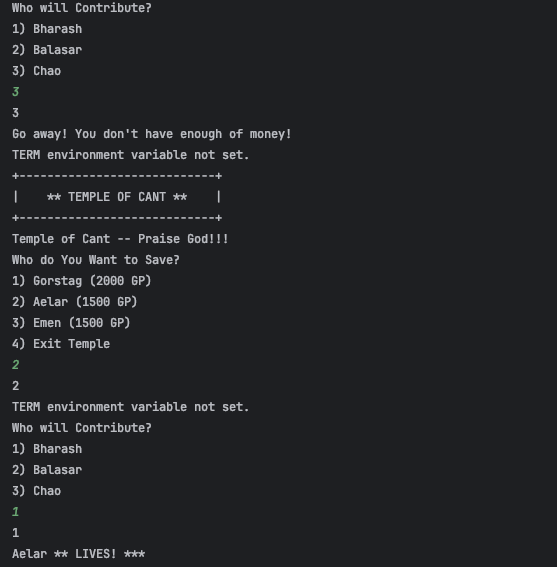 Who will Contribute?
1) Bharash
2) Balasar
3) Chao
3
3
Go away! You don't have enough of money!
TERM environment variable not set.
+----------------------------+
|    ** TEMPLE OF CANT **    |
+----------------------------+
Temple of Cant -- Praise God!!!
Who do You Want to Save?
1) Gorstag (2000 GP)
2) Aelar (1500 GP)
3) Emen (1500 GP)
4) Exit Temple
2
2
TERM environment variable not set.
Who will Contribute?
1) Bharash
2) Balasar
3) Chao
1
1
Aelar ** LIVES! ***